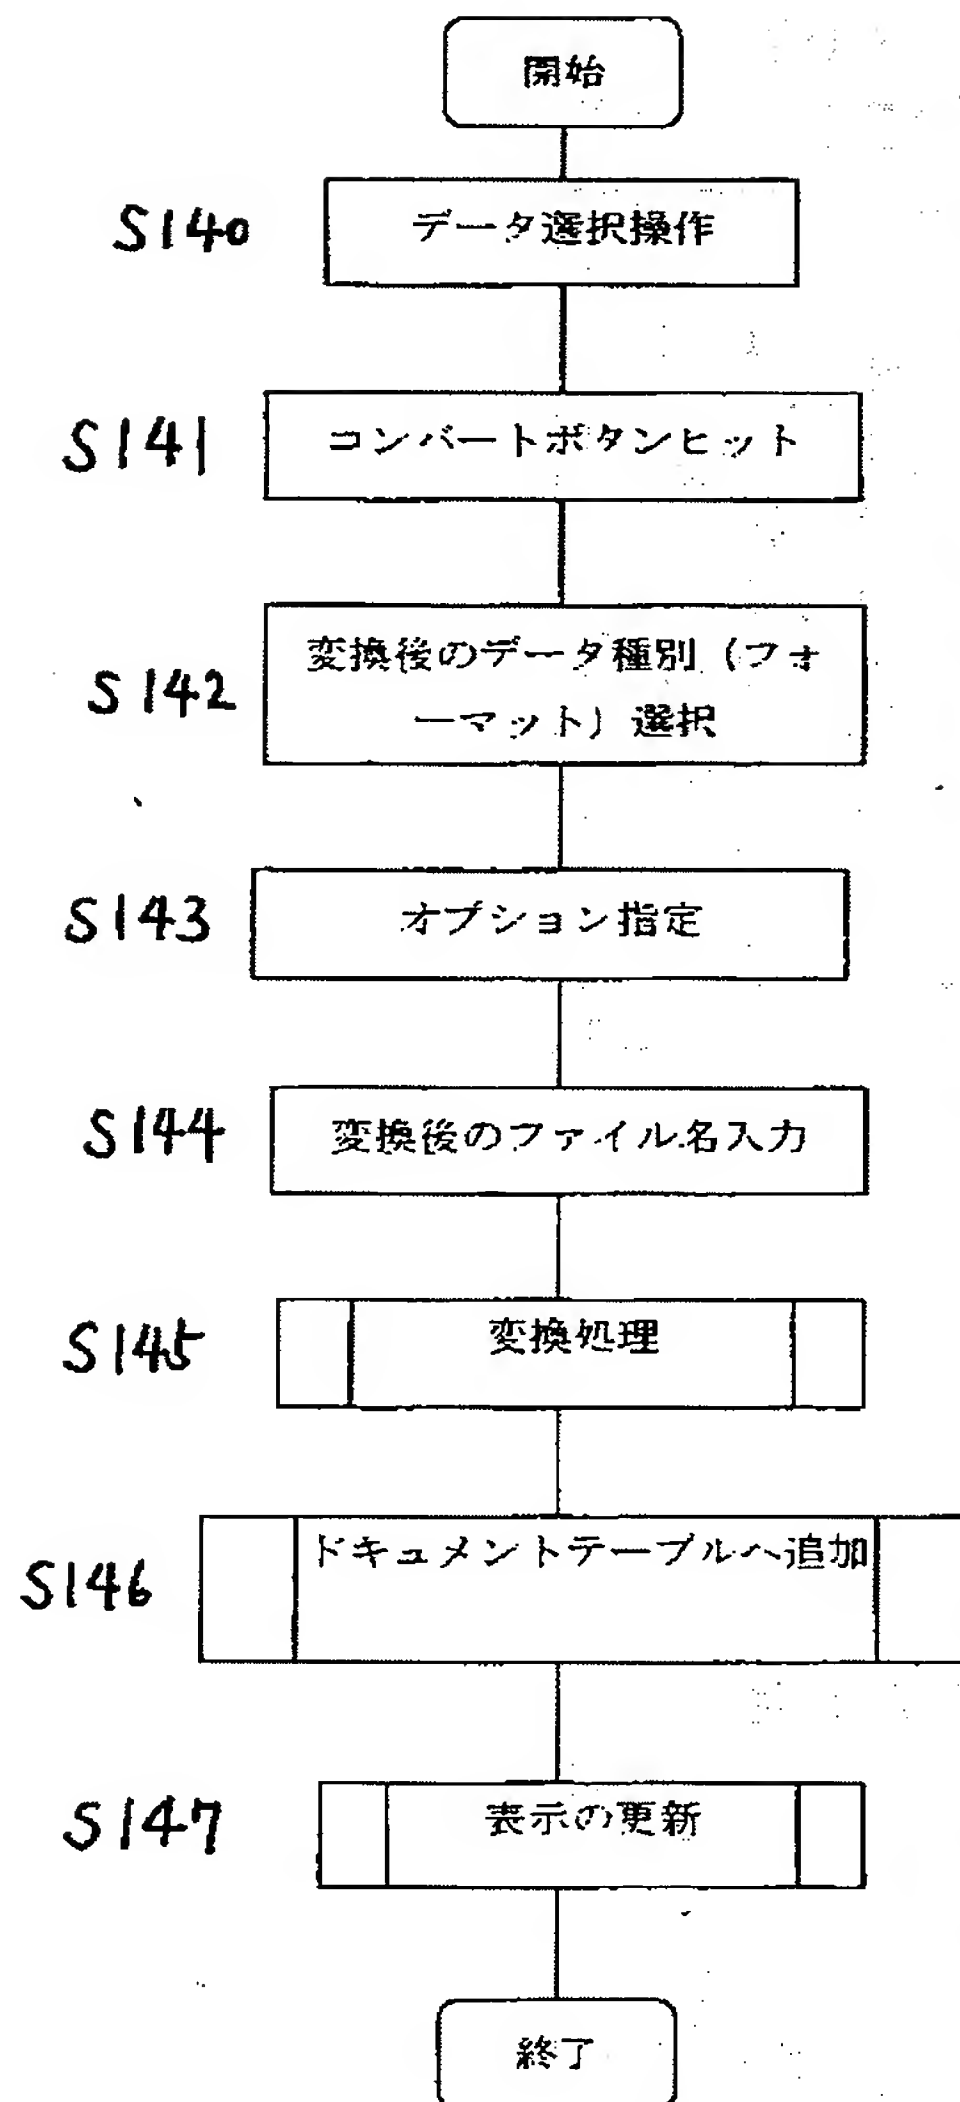 開始
S140
データ選択操作
S141
コンバートボタンヒット
S142
変換後のデータ種別（フォ
ーマット）選択
S143
オプション指定
S144
変換後のファイル名入力
S145
変換処理
S146
ドキュメントテーブルへ追加
S147
表示の更新
終了